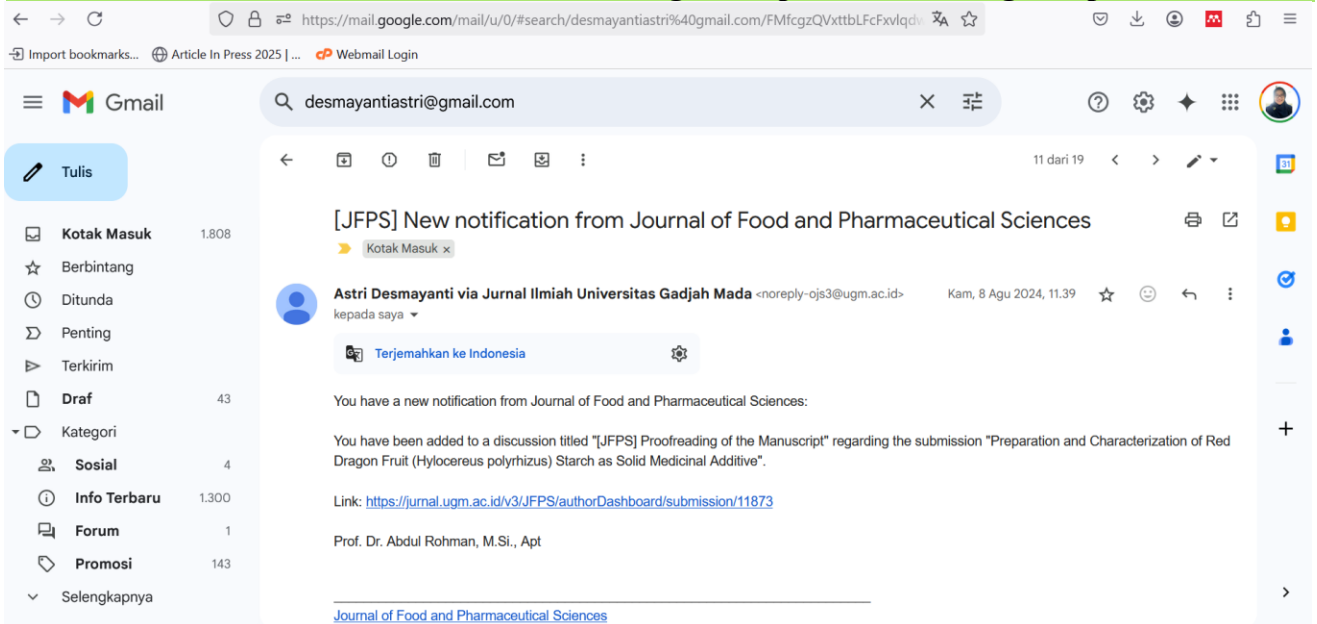 https://mail.google.com/mail/u/0/#search/desmayantiastri%40gmail.com/FMfcgzQVxttbLFcFxvlqdv
Import bookmarks... Article In Press 2025 | ... Webmail Login
Gmail
desmayantiastri@gmail.com
Tulis
11 dari 19
31
Kotak Masuk 1.808
Berbintang
Ditunda
Penting
Terkirim
Draf 43
Kategori
Sosial 4
Info Terbaru 1.300
Forum 1
Promosi 143
Selengkapnya
[JFPS] New notification from Journal of Food and Pharmaceutical Sciences
Kotak Masuk ×
Astri Desmayanti via Jurnal Ilmiah Universitas Gadjah Mada <noreply-ojs3@ugm.ac.id> Kam, 8 Agu 2024, 11.39
kepada saya
Terjemahkan ke Indonesia
You have a new notification from Journal of Food and Pharmaceutical Sciences:
You have been added to a discussion titled "[JFPS] Proofreading of the Manuscript" regarding the submission "Preparation and Characterization of Red
Dragon Fruit (Hylocereus polyrhizus) Starch as Solid Medicinal Additive".
Link: https://jurnal.ugm.ac.id/v3/JFPS/authorDashboard/submission/11873
Prof. Dr. Abdul Rohman, M.Si., Apt
Journal of Food and Pharmaceutical Sciences